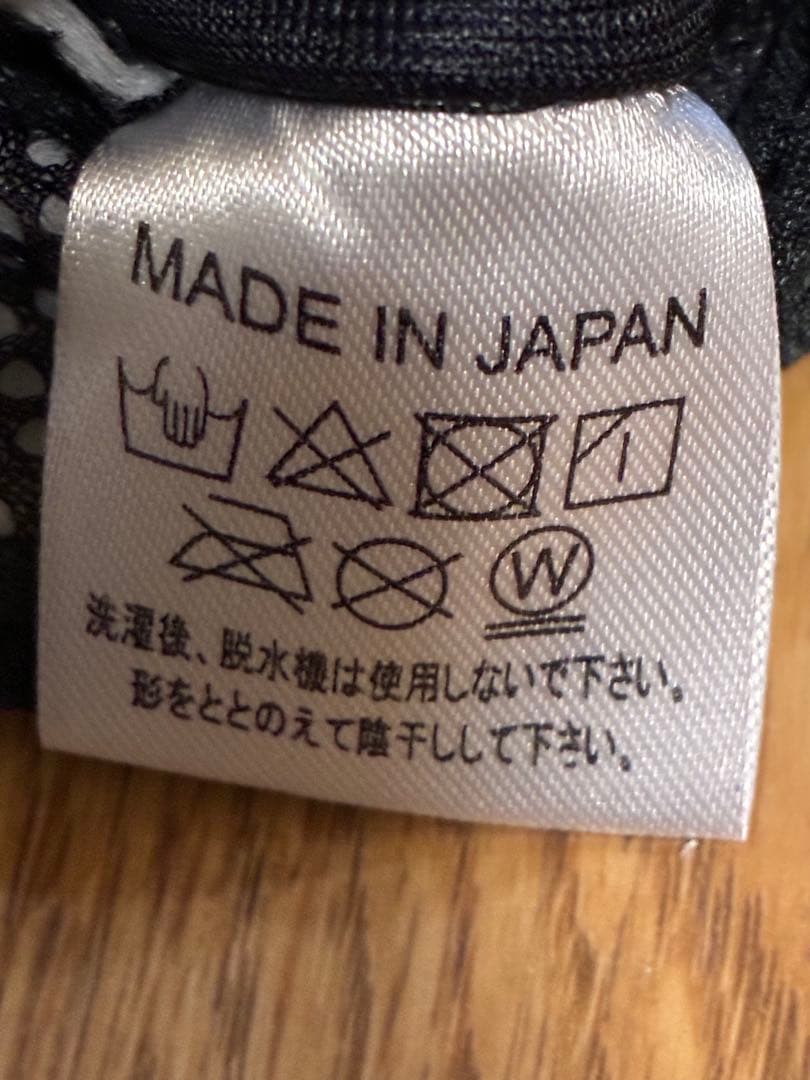 MADE IN JAPAN
W
洗濯後、脱水機は使用しないで下さい。
形をととのえて陰干しして下さい。